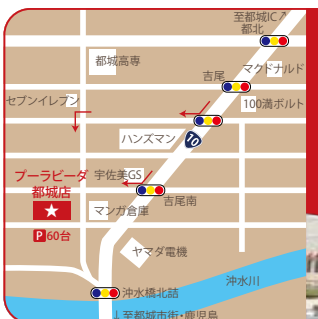 至都城IC↗
都北
都城高専
マクドナルド
吉尾
セブンイレブン
100満ボルト
ハンズマン
10
プーラビーダ
都城店
宇佐美GS
吉尾南
マンガ倉庫
P60台
ヤマダ電機
沖水川
沖水橋北詰
↓至都城市街・鹿児島